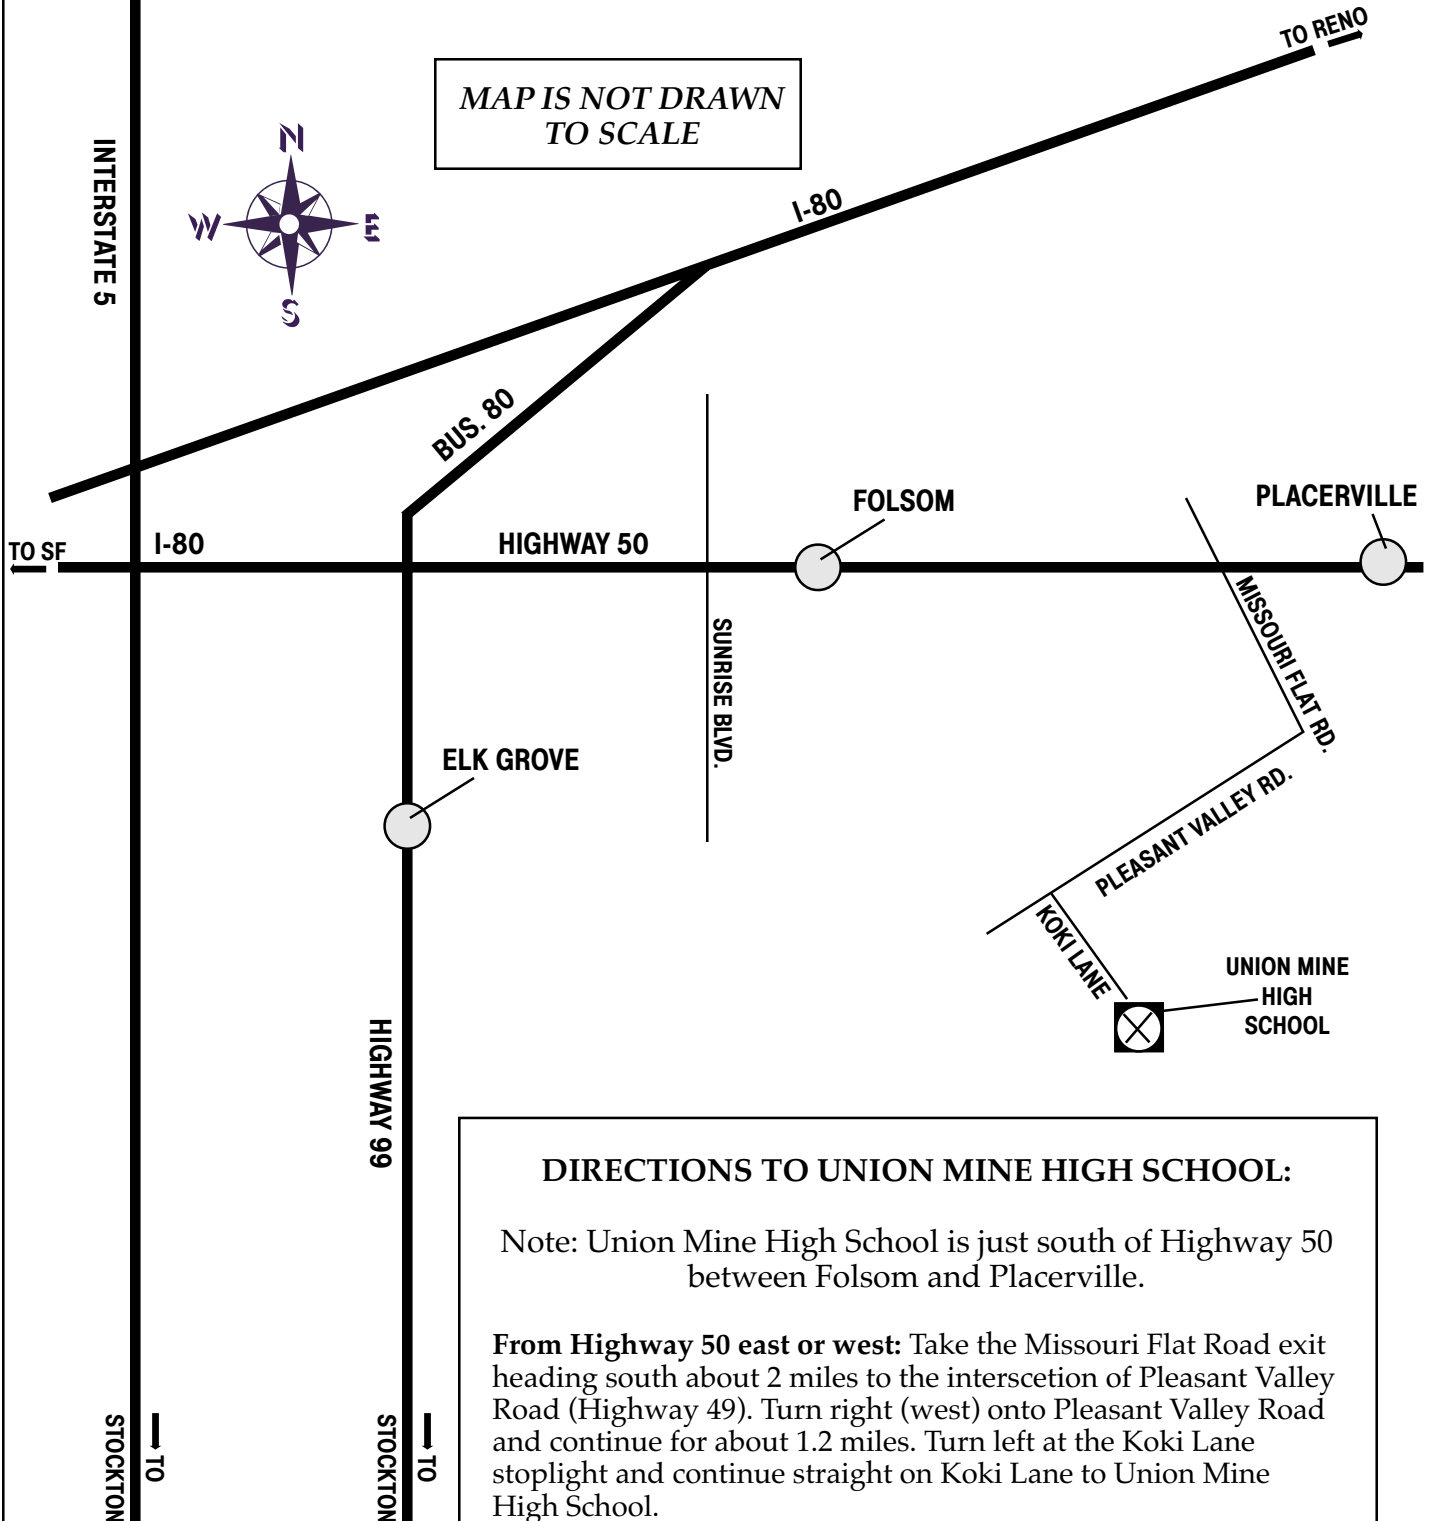 TO RENO
MAP IS NOT DRAWN
TO SCALE
INTERSTATE 5
N
W
E
S
I-80
BUS. 80
FOLSOM
PLACERVILLE
TO SF
I-80
HIGHWAY 50
MISSOURI FLAT RD.
SUNRISE BLVD.
ELK GROVE
PLEASANT VALLEY RD.
KOKI LANE
UNION MINE
HIGH
SCHOOL
HIGHWAY 99
DIRECTIONS TO UNION MINE HIGH SCHOOL:
Note: Union Mine High School is just south of Highway 50
between Folsom and Placerville.
From Highway 50 east or west: Take the Missouri Flat Road exit
heading south about 2 miles to the interscetion of Pleasant Valley
Road (Highway 49). Turn right (west) onto Pleasant Valley Road
and continue for about 1.2 miles. Turn left at the Koki Lane
stoplight and continue straight on Koki Lane to Union Mine
High School.
TO
STOCKTON
TO
STOCKTON